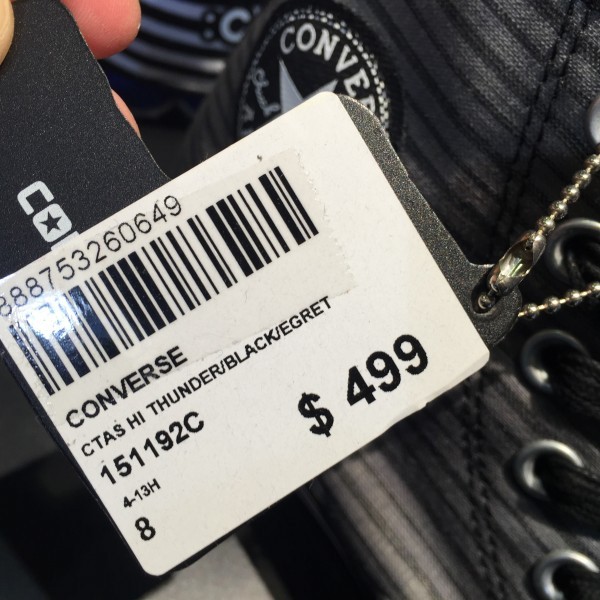 CONVERSE
888753260649
CONVERSE
CTAS HI THUNDER/BLACK/EGRET
151192C
$ 499
4-13H
8